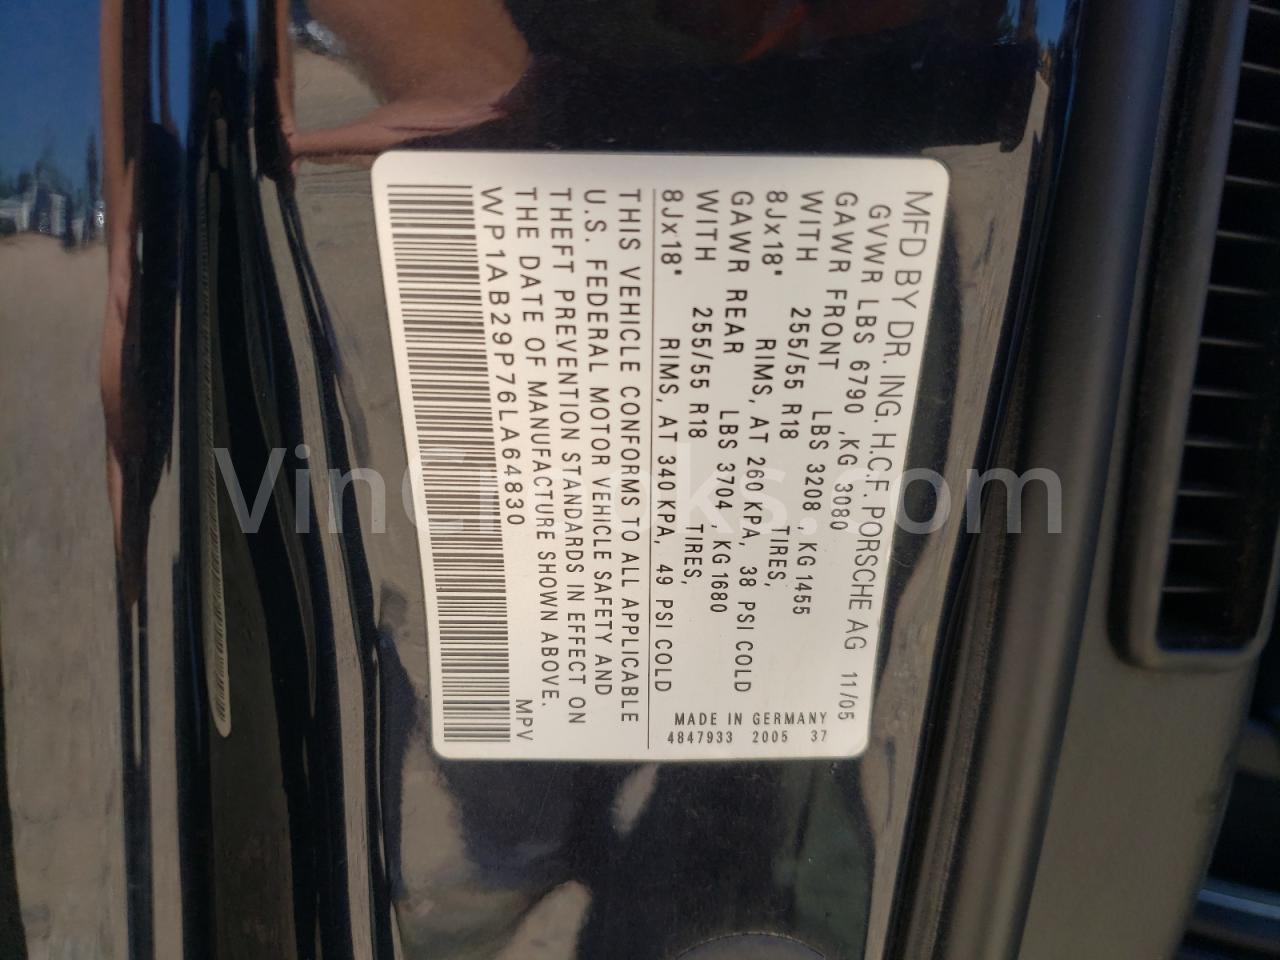 MFD BY DR. ING. H.C.F. PORSCHE AG 11/05
GVWR LBS 6790 ,KG 3080
GAWR FRONT LBS 3208 ,KG 1455
WITH 255/55 R18 TIRES,
8Jx18" RIMS, AT 260 KPA, 38 PSI COLD
GAWR REAR LBS 3704 ,KG 1680
WITH 255/55 R18 TIRES,
8Jx18" RIMS, AT 340 KPA, 49 PSI COLD
MADE IN GERMANY
4847933 2005 37
THIS VEHICLE CONFORMS TO ALL APPLICABLE
U.S. FEDERAL MOTOR VEHICLE SAFETY AND
THEFT PREVENTION STANDARDS IN EFFECT ON
THE DATE OF MANUFACTURE SHOWN ABOVE.
WP1AB29P76LA64830 MPV
VinCracks.com